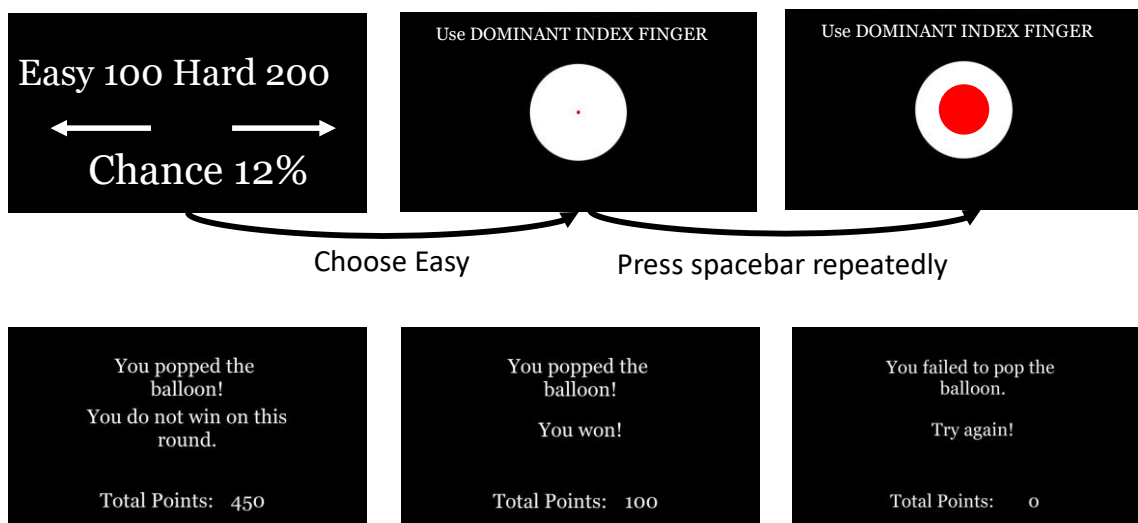 Easy 100 Hard 200
Chance 12%
Use DOMINANT INDEX FINGER
Use DOMINANT INDEX FINGER
Choose Easy
Press spacebar repeatedly
You popped the
balloon!
You do not win on this
round.
Total Points: 450
You popped the
balloon!
You won!
Total Points: 100
You failed to pop the
balloon.
Try again!
Total Points: 0